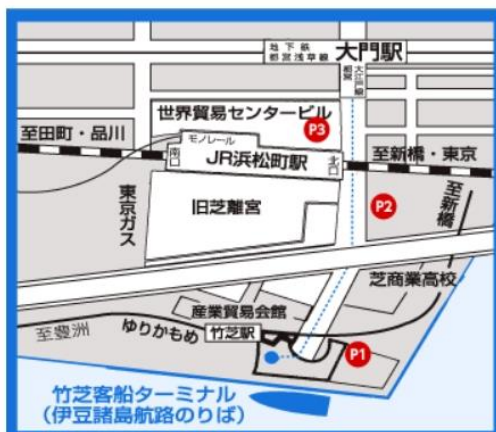 地下鉄
都営浅草線
大門駅
都営
大江戸線
世界貿易センタービル
P3
モノレール
至田町・品川
南口
JR浜松町駅
北口
至新橋・東京
東京ガス
旧芝離宮
P2
至新橋
芝商業高校
産業貿易会館
至豊洲
ゆりかもめ
竹芝駅
P1
竹芝客船ターミナル
(伊豆諸島航路のりば)